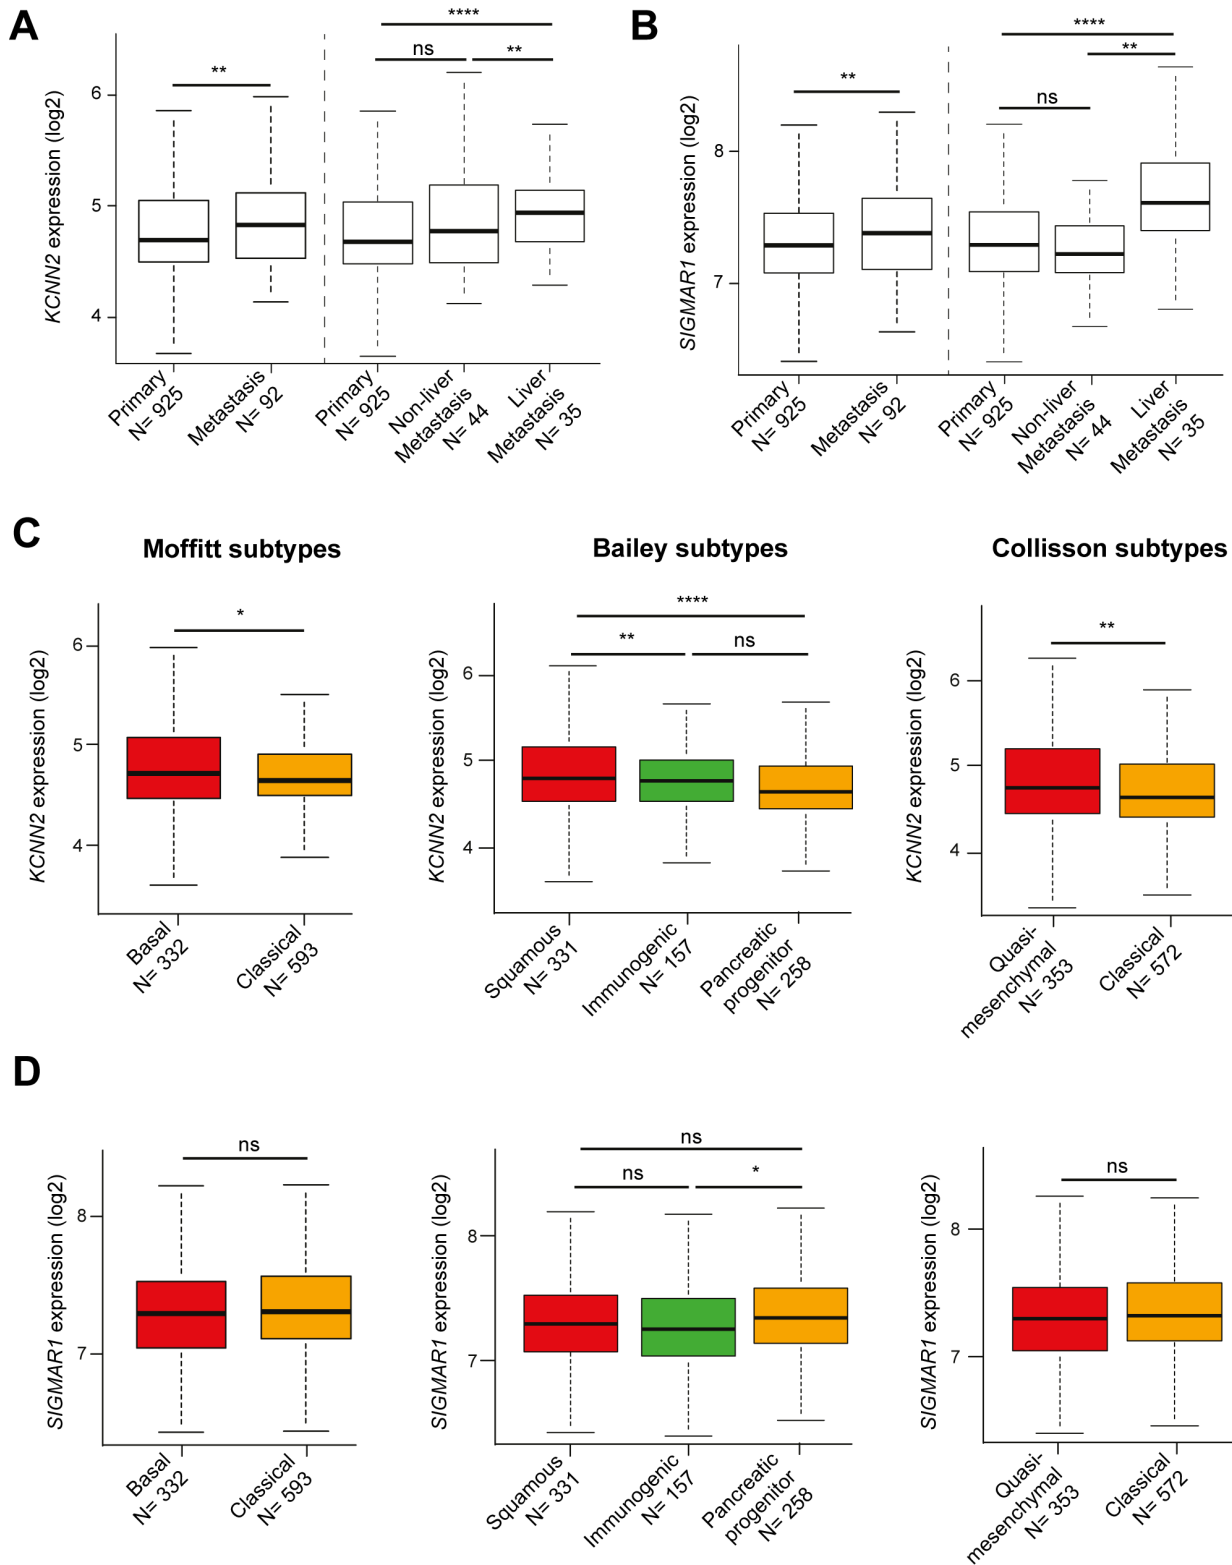 A
KCNN2 expression (log2)
6
5
4
**
ns
**
****
Primary
N= 925
Metastasis
N= 92
Primary
N= 925
Non-liver
Metastasis
N= 44
Liver
Metastasis
N= 35
B
SIGMAR1 expression (log2)
8
7
**
ns
**
****
Primary
N= 925
Metastasis
N= 92
Primary
N= 925
Non-liver
Metastasis
N= 44
Liver
Metastasis
N= 35
C
Moffitt subtypes
KCNN2 expression (log2)
6
5
4
*
Basal
N= 332
Classical
N= 593
Bailey subtypes
KCNN2 expression (log2)
6
5
4
****
**
ns
Squamous
N= 331
Immunogenic
N= 157
Pancreatic
progenitor
N= 258
Collisson subtypes
KCNN2 expression (log2)
6
5
4
**
Quasi-
mesenchymal
N= 353
Classical
N= 572
D
SIGMAR1 expression (log2)
8
7
ns
Basal
N= 332
Classical
N= 593
SIGMAR1 expression (log2)
8
7
ns
ns
*
Squamous
N= 331
Immunogenic
N= 157
Pancreatic
progenitor
N= 258
SIGMAR1 expression (log2)
8
7
ns
Quasi-
mesenchymal
N= 353
Classical
N= 572